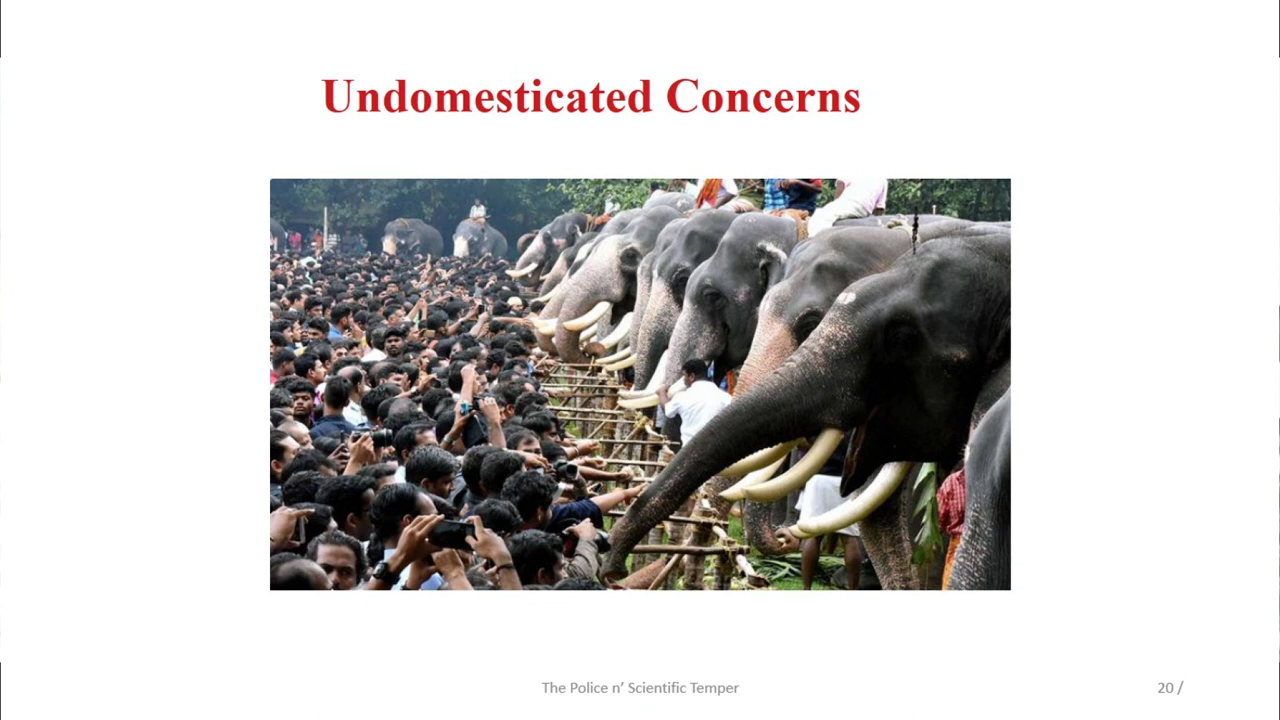 Undomesticated Concerns
The Police n’ Scientific Temper
20 /